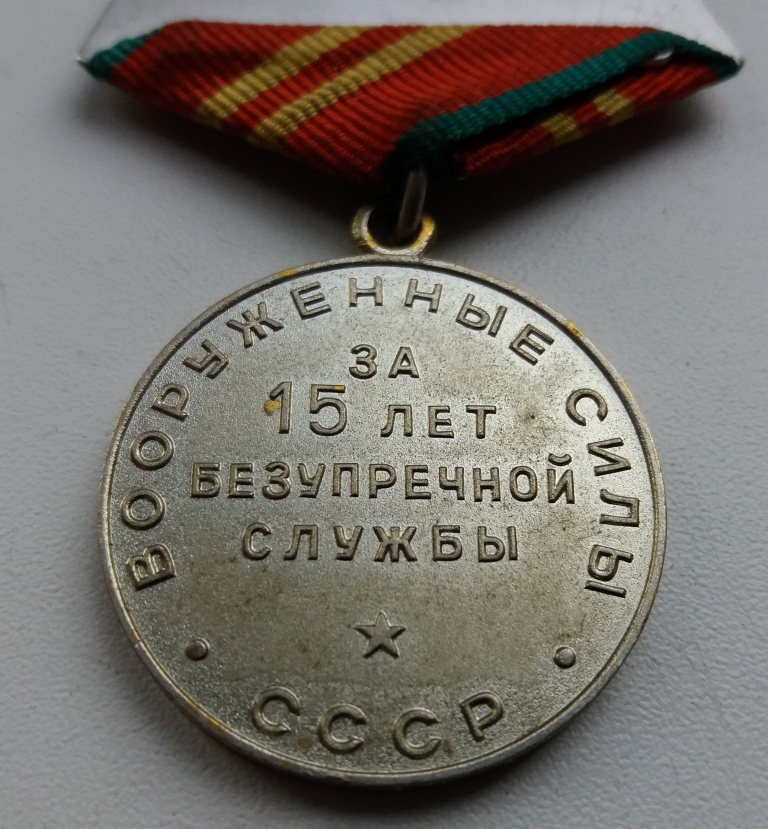 ВООРУЖЕННЫЕ СИЛЫ
ЗА
15 ЛЕТ
БЕЗУПРЕЧНОЙ
СЛУЖБЫ
СССР